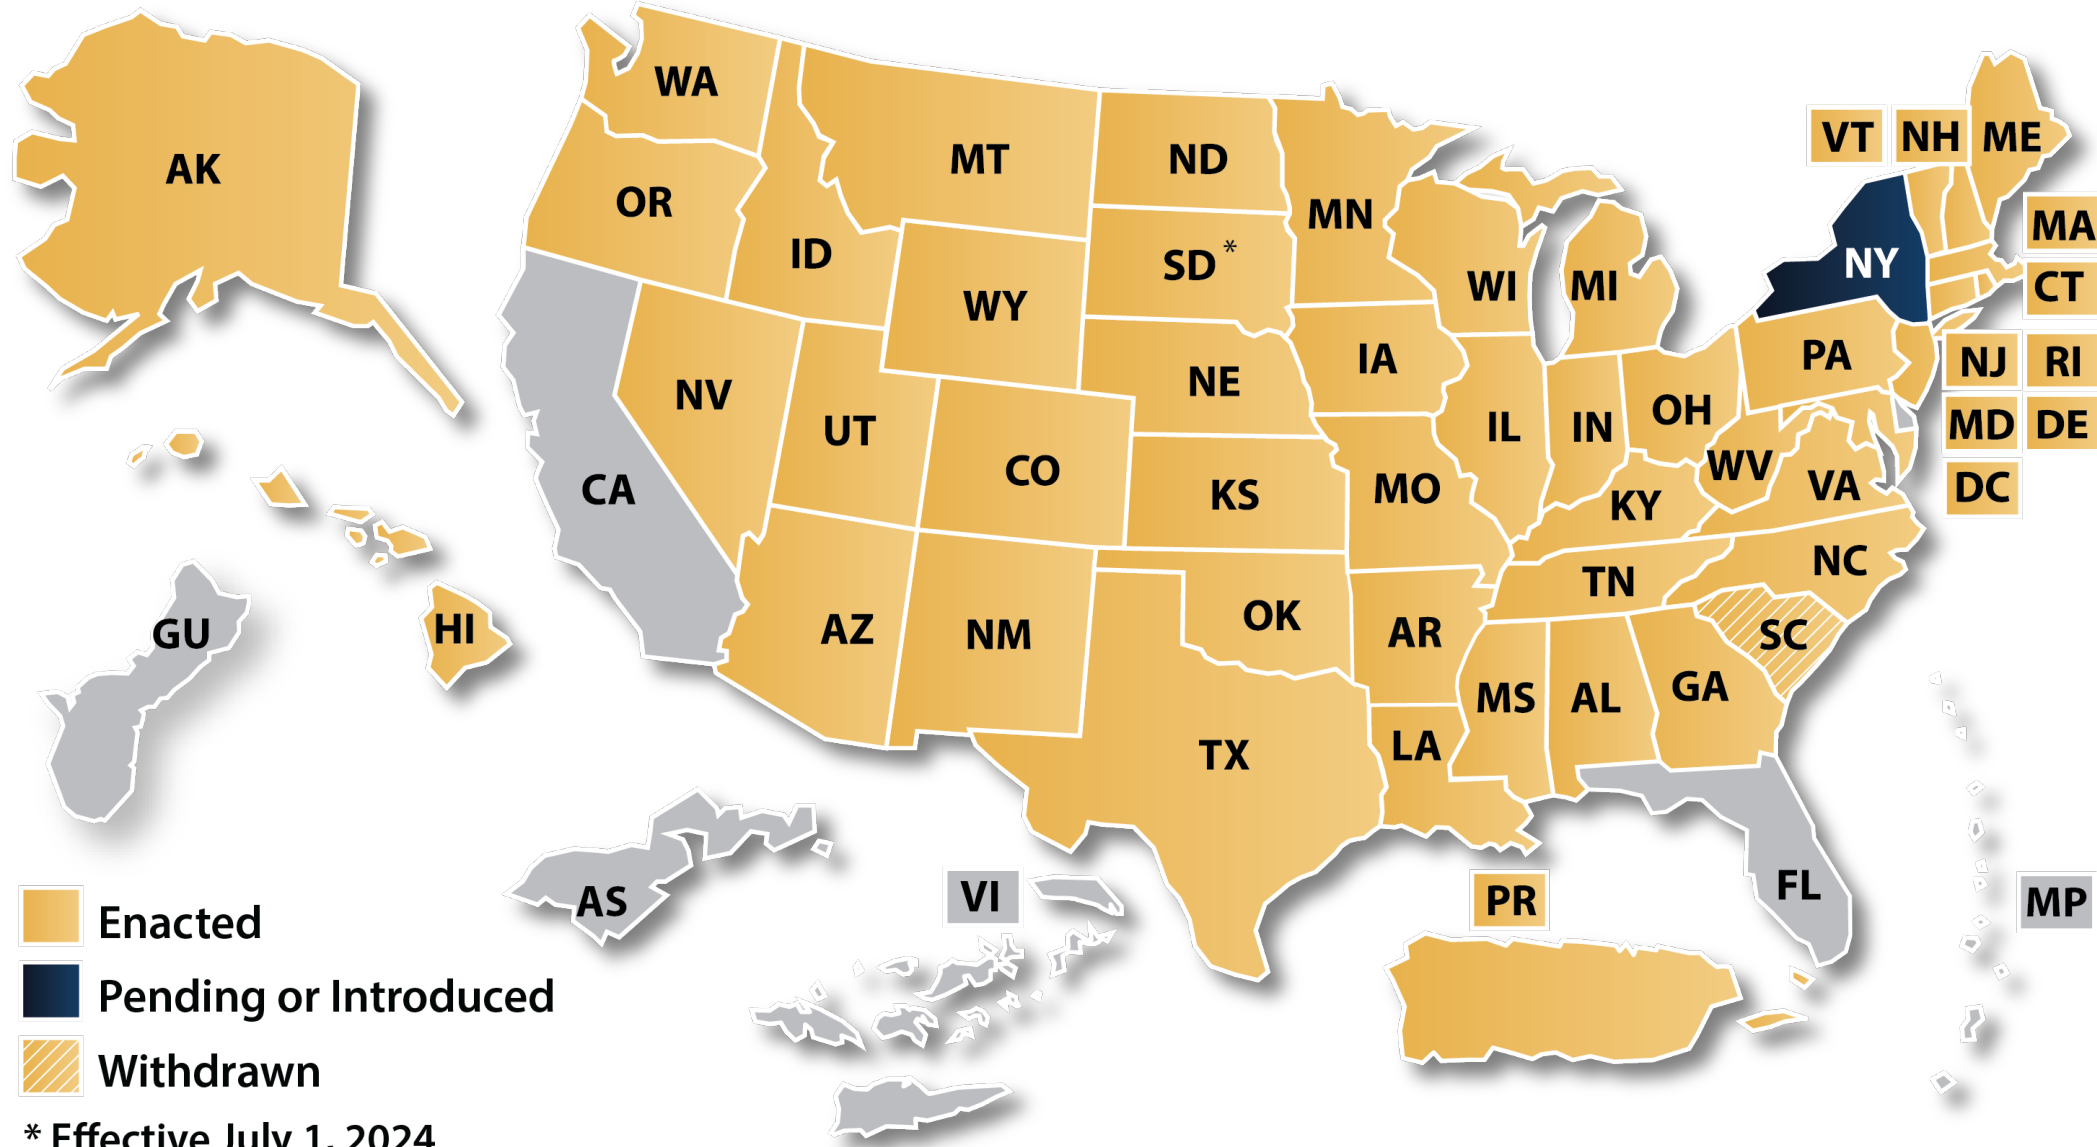 AK
WA
MT
ND
MN
VT
NH
ME
OR
ID
SD*
WI
MI
NY
MA
CT
WY
IA
PA
NJ
RI
NV
UT
NE
IL
IN
OH
MD
DE
CA
CO
KS
MO
KY
WV
VA
DC
GU
HI
AZ
NM
OK
AR
TN
NC
SC
TX
LA
MS
AL
GA
AS
VI
PR
FL
MP
Enacted
Pending or Introduced
Withdrawn
* Effective July 1, 2024